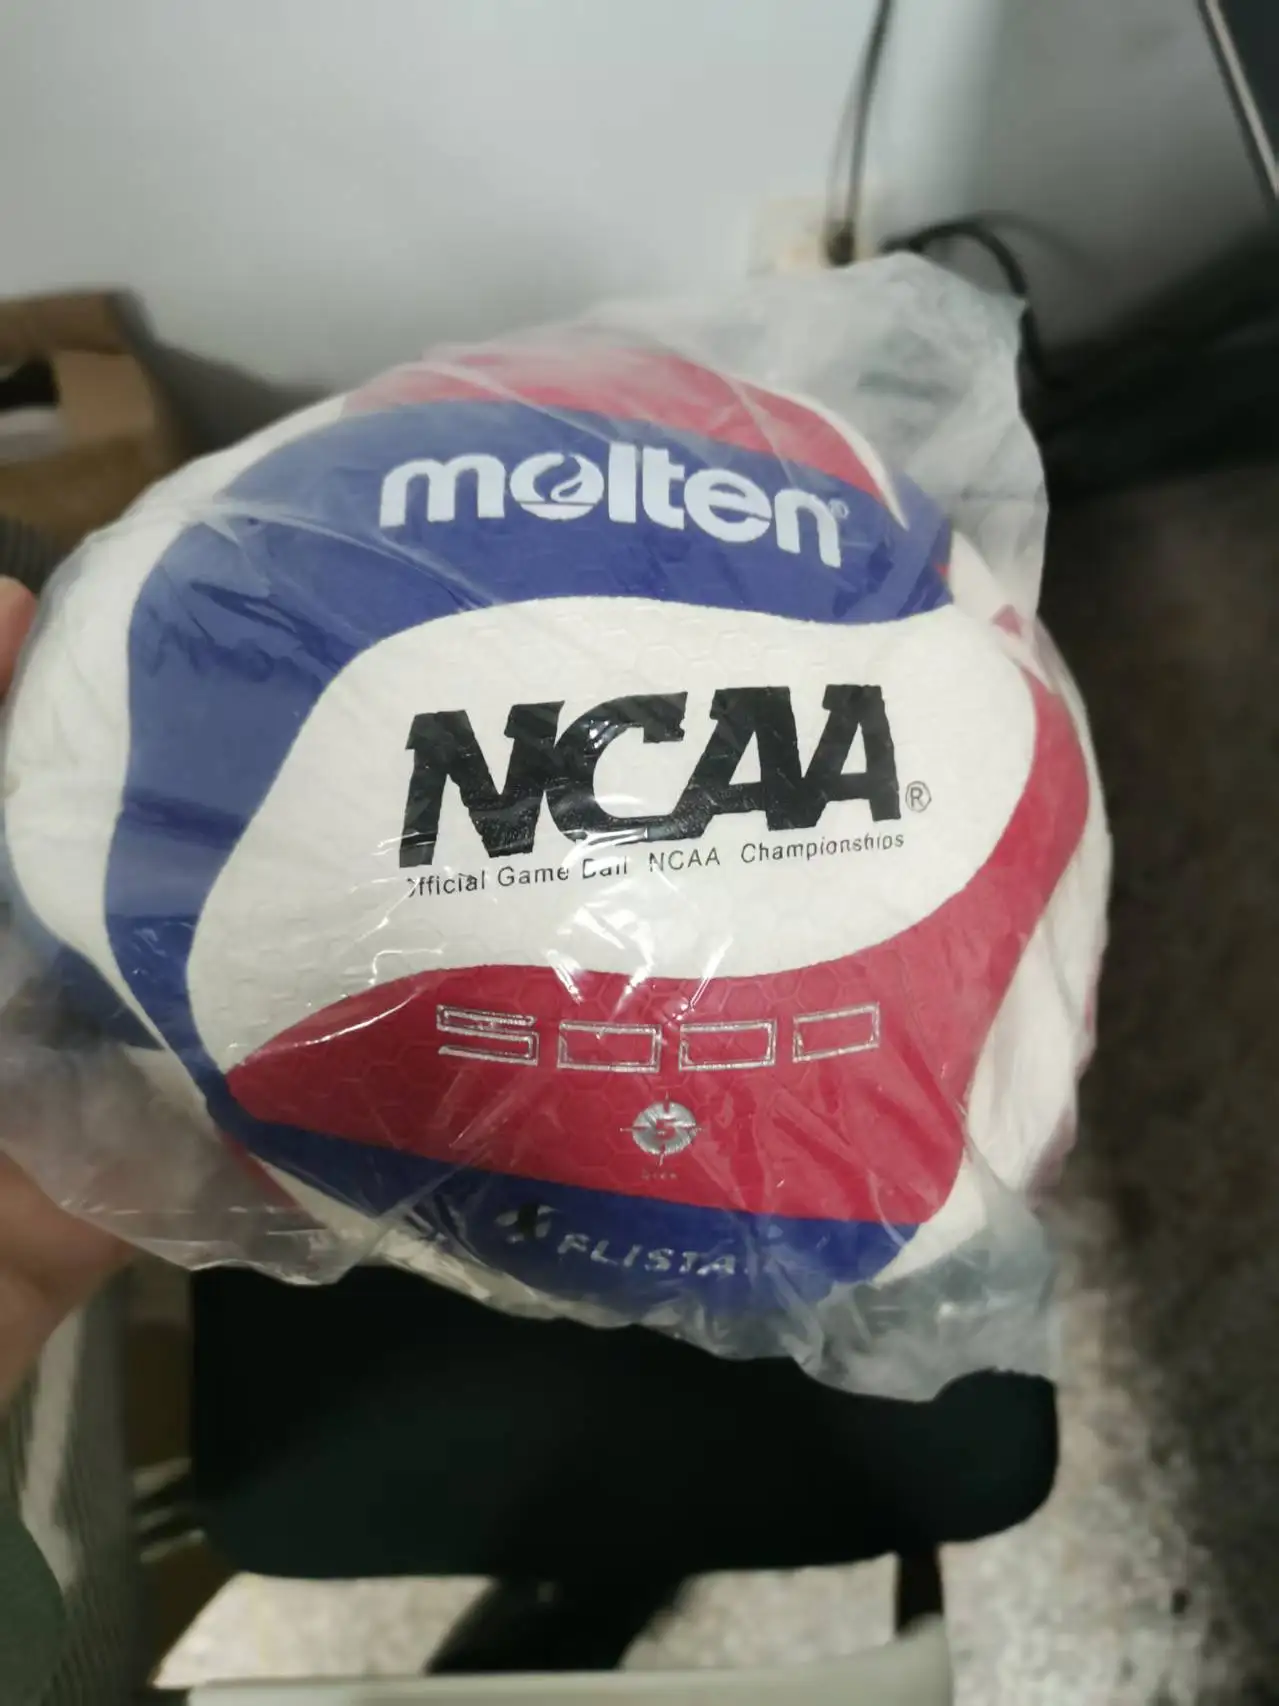 molten®
NCAA®
Official Game Ball NCAA Championships
5000
FLISTA